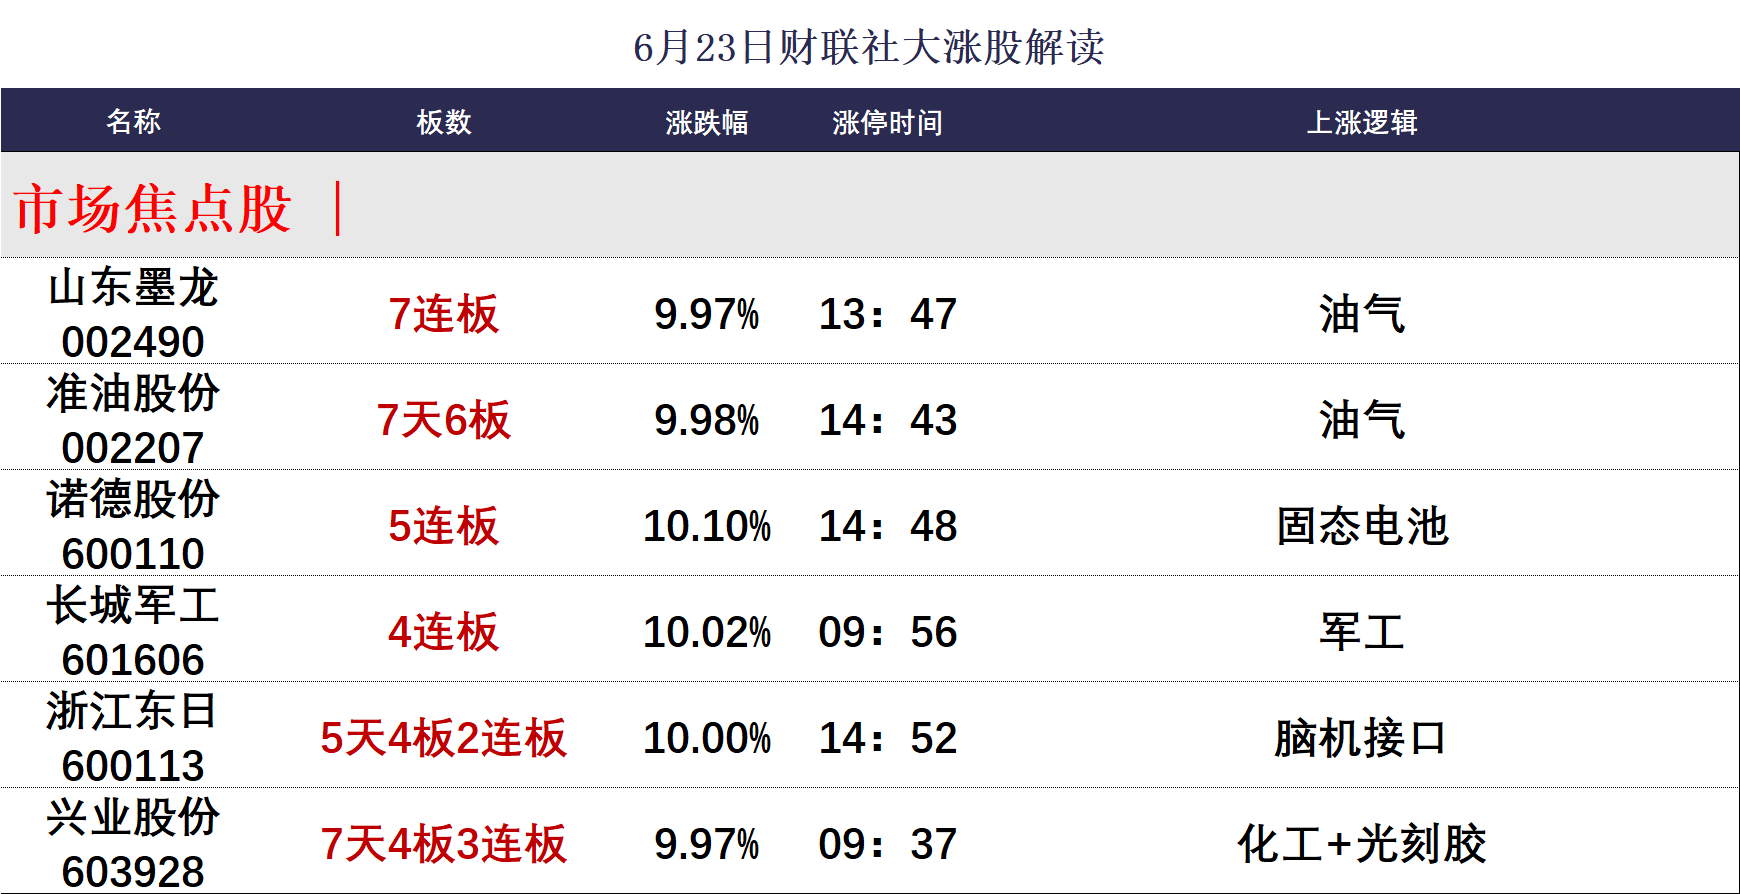 6月23日财联社大涨股解读
名称 板数 涨跌幅 涨停时间 上涨逻辑
市场焦点股 ｜
山东墨龙
002490 7连板 9.97% 13：47 油气
准油股份
002207 7天6板 9.98% 14：43 油气
诺德股份
600110 5连板 10.10% 14：48 固态电池
长城军工
601606 4连板 10.02% 09：56 军工
浙江东日
600113 5天4板2连板 10.00% 14：52 脑机接口
兴业股份
603928 7天4板3连板 9.97% 09：37 化工+光刻胶